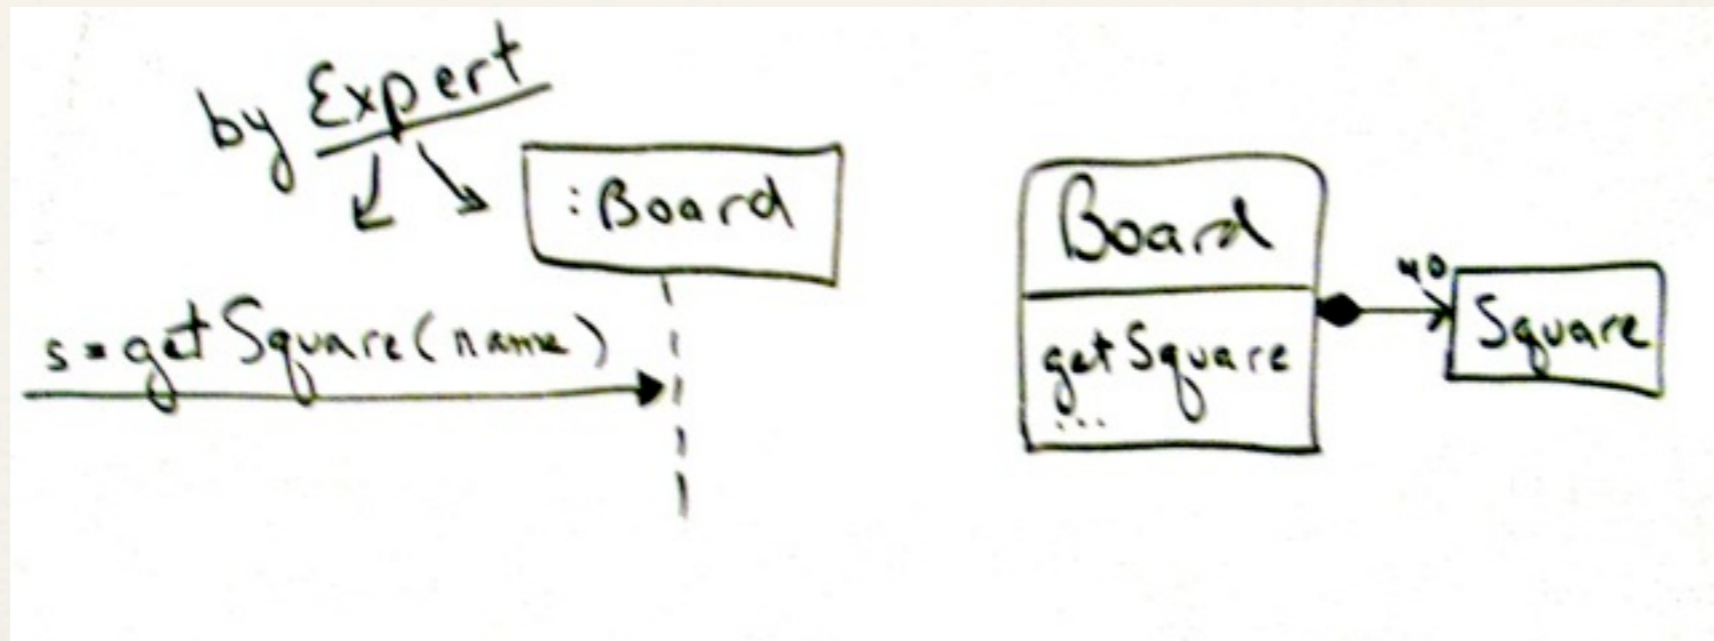 by Expert
:Board
s = getSquare(name)
Board
getSquare
...
40
Square